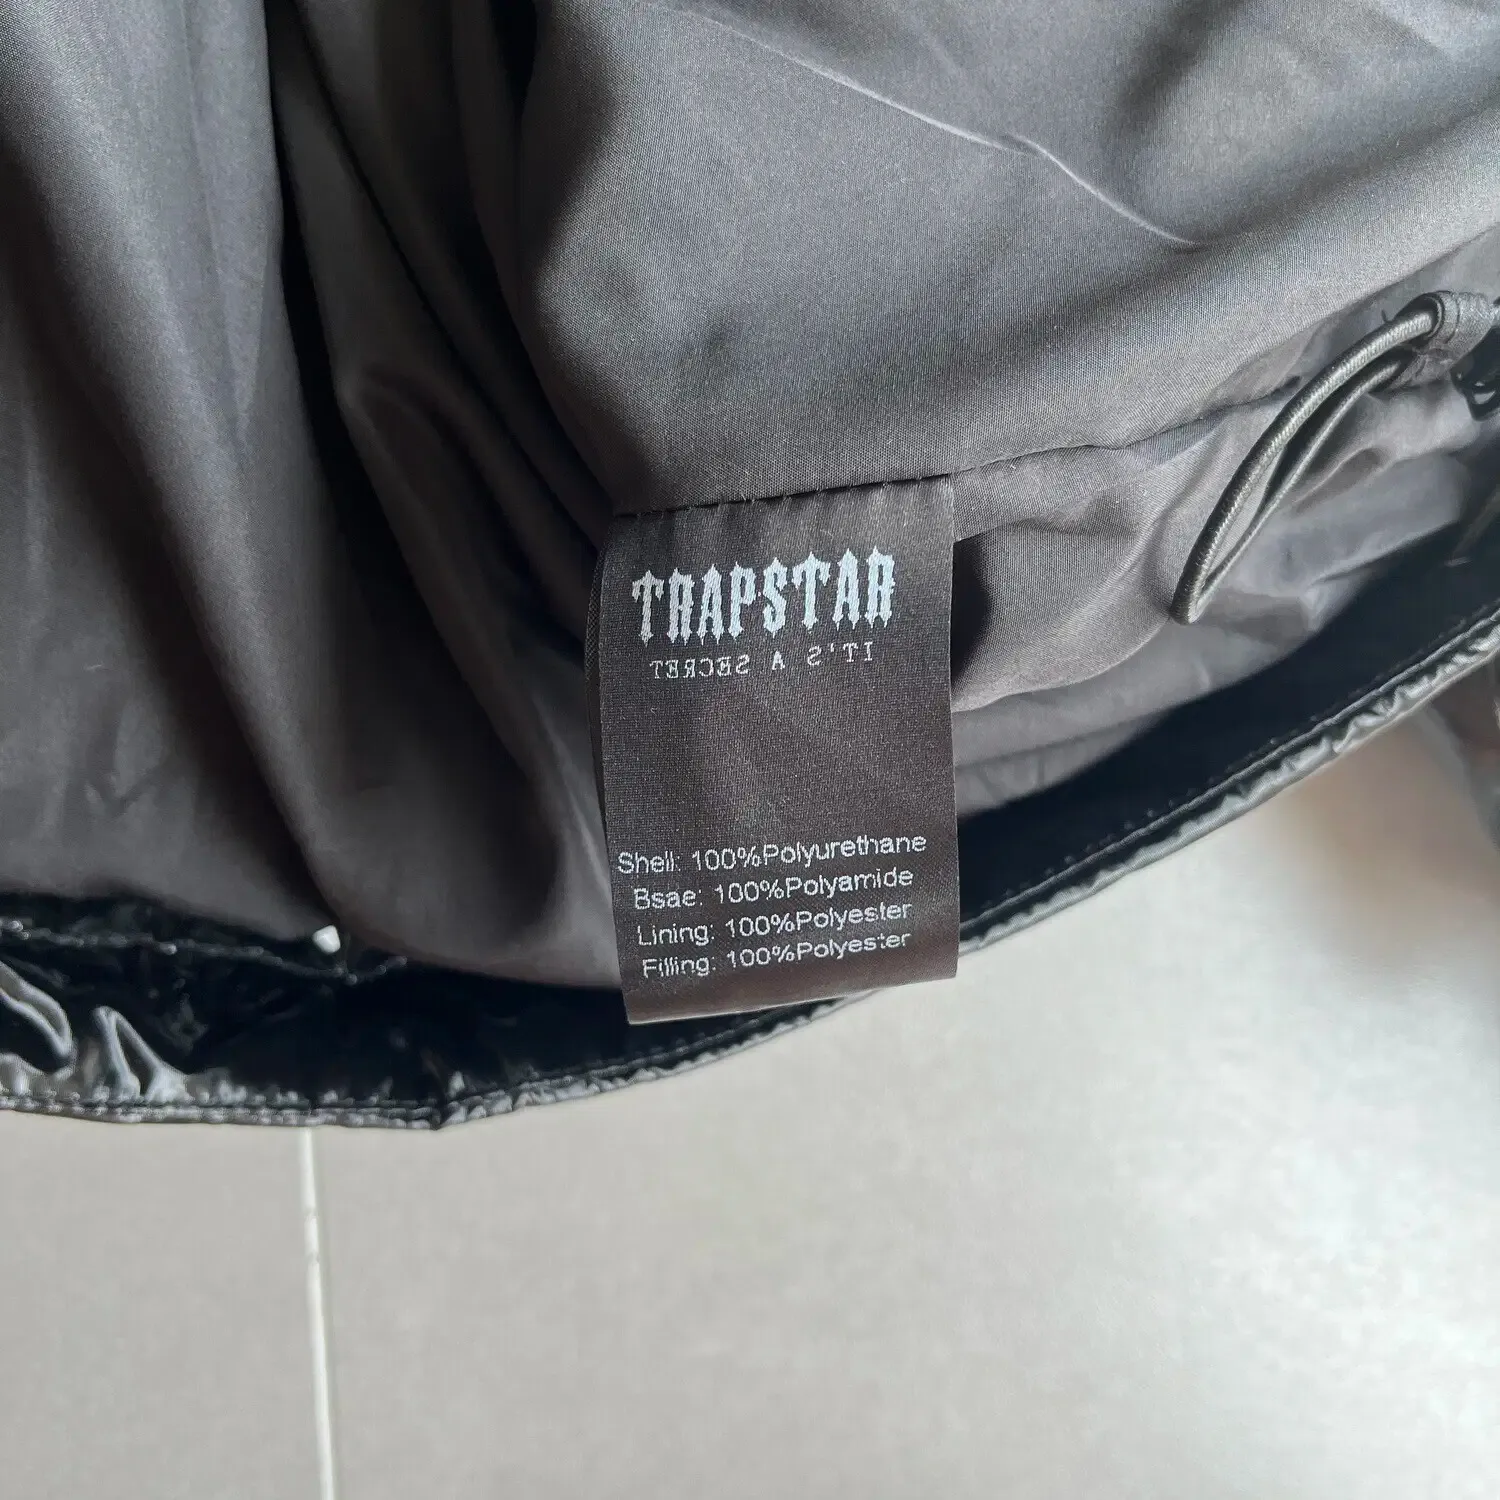 TRAPSTAR
IT'S A SECRET
Shell: 100%Polyurethane
Bsae: 100%Polyamide
Lining: 100%Polyester
Filling: 100%Polyester